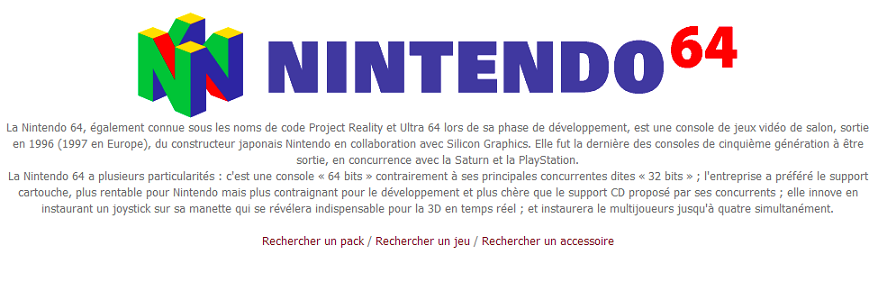 NINTENDO64
La Nintendo 64, également connue sous les noms de code Project Reality et Ultra 64 lors de sa phase de développement, est une console de jeux vidéo de salon, sortie
en 1996 (1997 en Europe), du constructeur japonais Nintendo en collaboration avec Silicon Graphics. Elle fut la dernière des consoles de cinquième génération à être
sortie, en concurrence avec la Saturn et la PlayStation.
La Nintendo 64 a plusieurs particularités : c'est une console « 64 bits » contrairement à ses principales concurrentes dites « 32 bits » ; l'entreprise a préféré le support
cartouche, plus rentable pour Nintendo mais plus contraignant pour le développement et plus chère que le support CD proposé par ses concurrents ; elle innove en
instaurant un joystick sur sa manette qui se révélera indispensable pour la 3D en temps réel ; et instaurera le multijoueurs jusqu'à quatre simultanément.
Rechercher un pack / Rechercher un jeu / Rechercher un accessoire